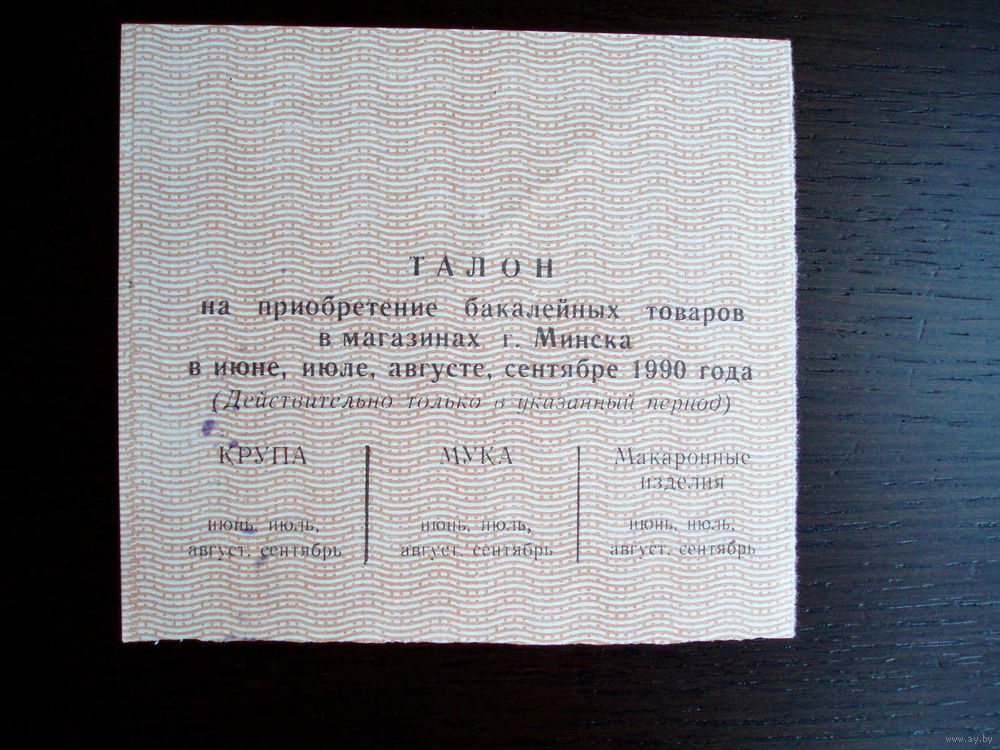 ТАЛОН
на приобретение бакалейных товаров
в магазинах г. Минска
в июне, июле, августе, сентябре 1990 года
(Действительно только в указанный период)
КРУПА
июнь, июль,
август, сентябрь
МУКА
июнь, июль,
август, сентябрь
Макаронные
изделия
июнь, июль,
август, сентябрь
www.ay.by